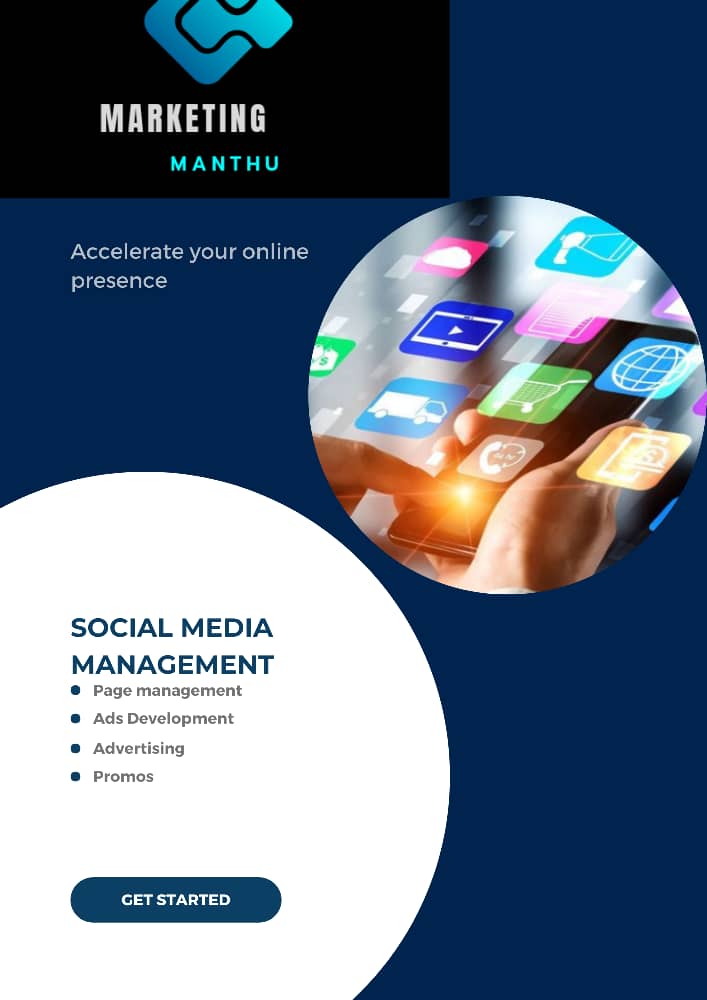 MARKETING
MANTHU
Accelerate your online
presence
SOCIAL MEDIA
MANAGEMENT
Page management
Ads Development
Advertising
Promos
GET STARTED